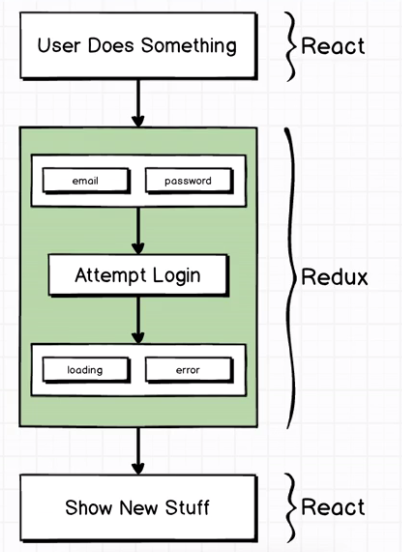 User Does Something
React
email
password
Attempt Login
Redux
loading
error
Show New Stuff
React